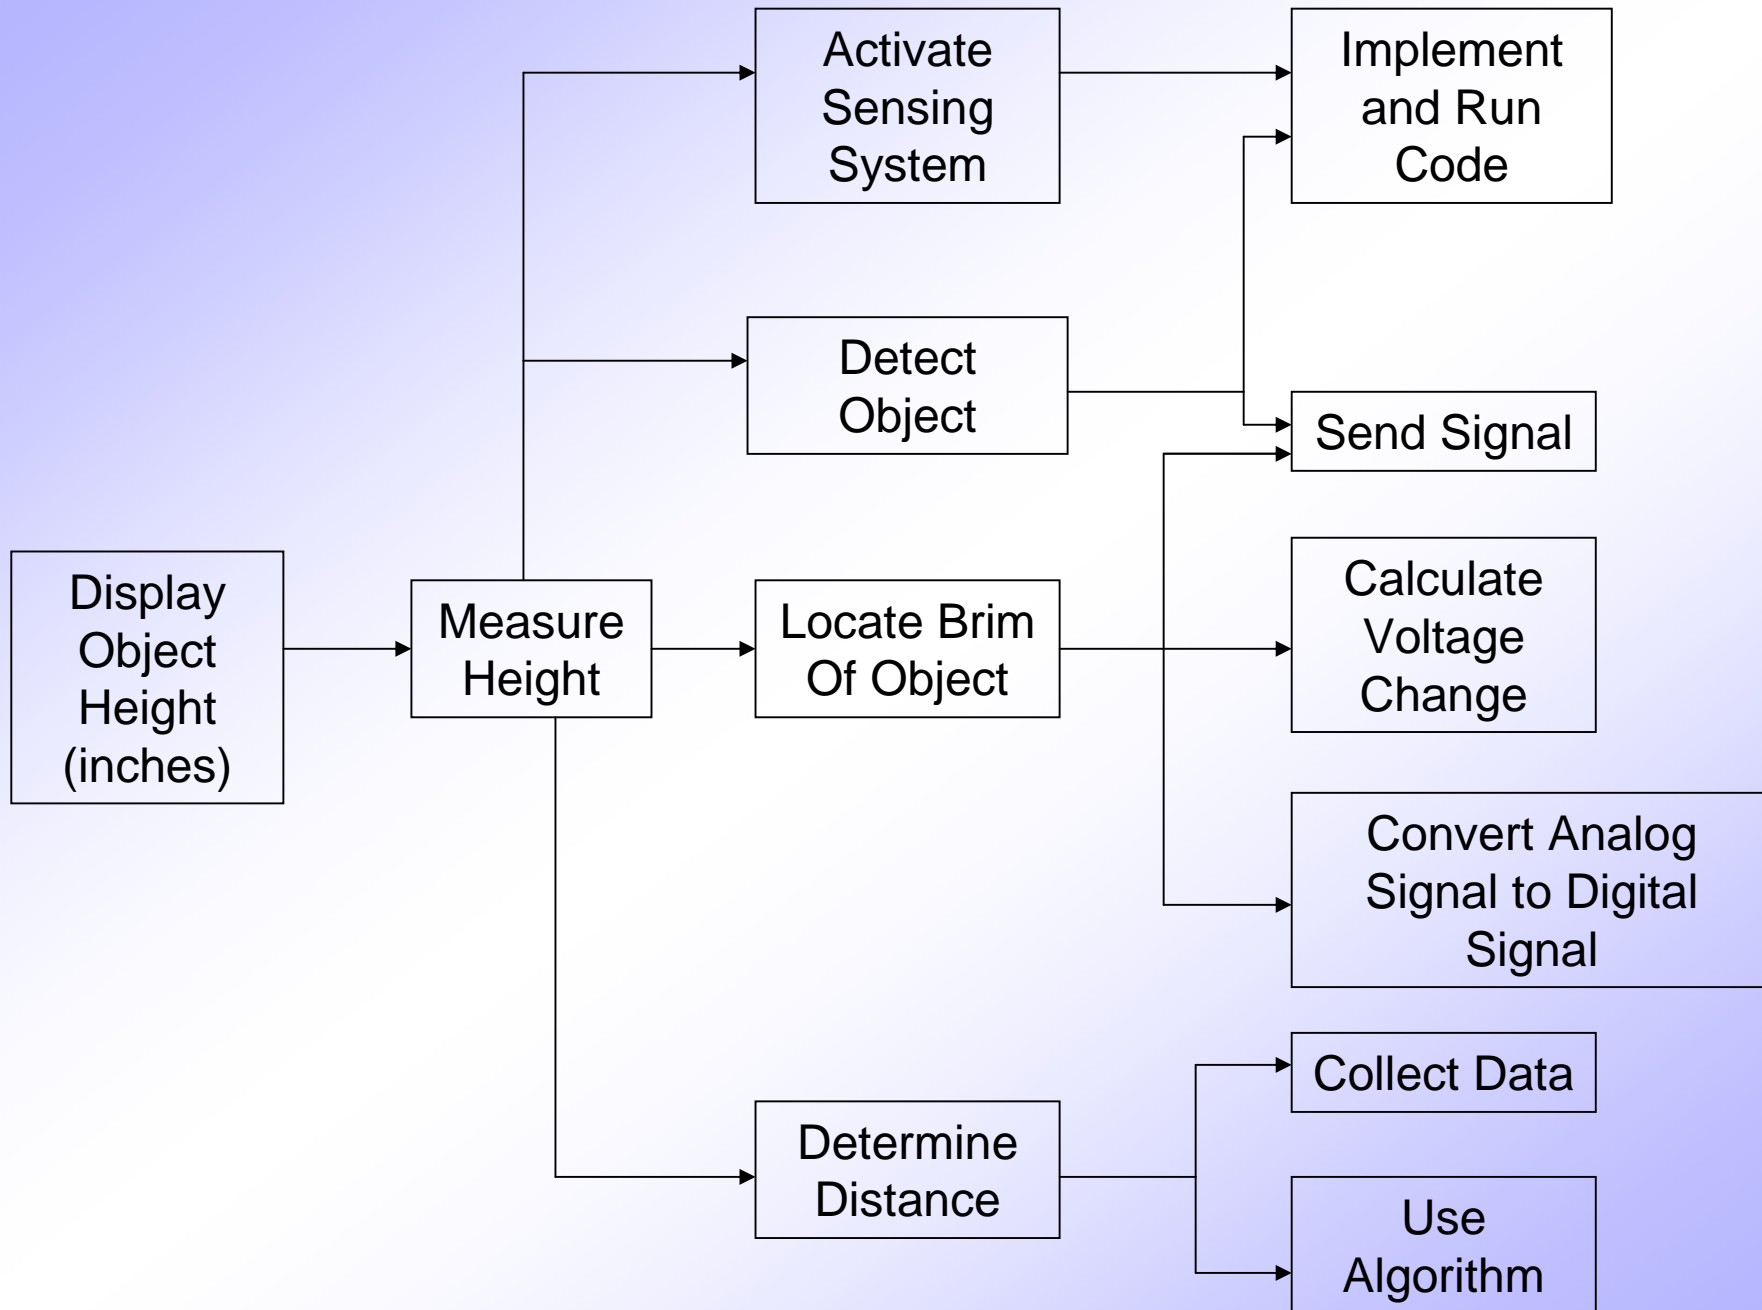 Activate
Sensing
System
Implement
and Run
Code
Detect
Object
Send Signal
Display
Object
Height
(inches)
Measure
Height
Locate Brim
Of Object
Calculate
Voltage
Change
Convert Analog
Signal to Digital
Signal
Collect Data
Determine
Distance
Use
Algorithm